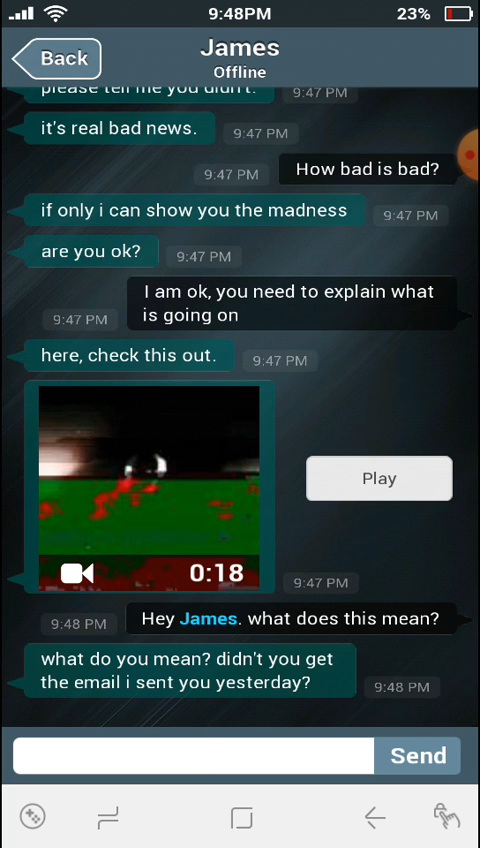 9:48PM
23%
Back
James
Offline
please tell me you didn't.
9:47 PM
it's real bad news.
9:47 PM
How bad is bad?
9:47 PM
if only i can show you the madness
9:47 PM
are you ok?
9:47 PM
I am ok, you need to explain what
is going on
9:47 PM
here, check this out.
9:47 PM
Play
0:18
9:47 PM
Hey James. what does this mean?
9:48 PM
what do you mean? didn't you get
the email i sent you yesterday?
9:48 PM
Send